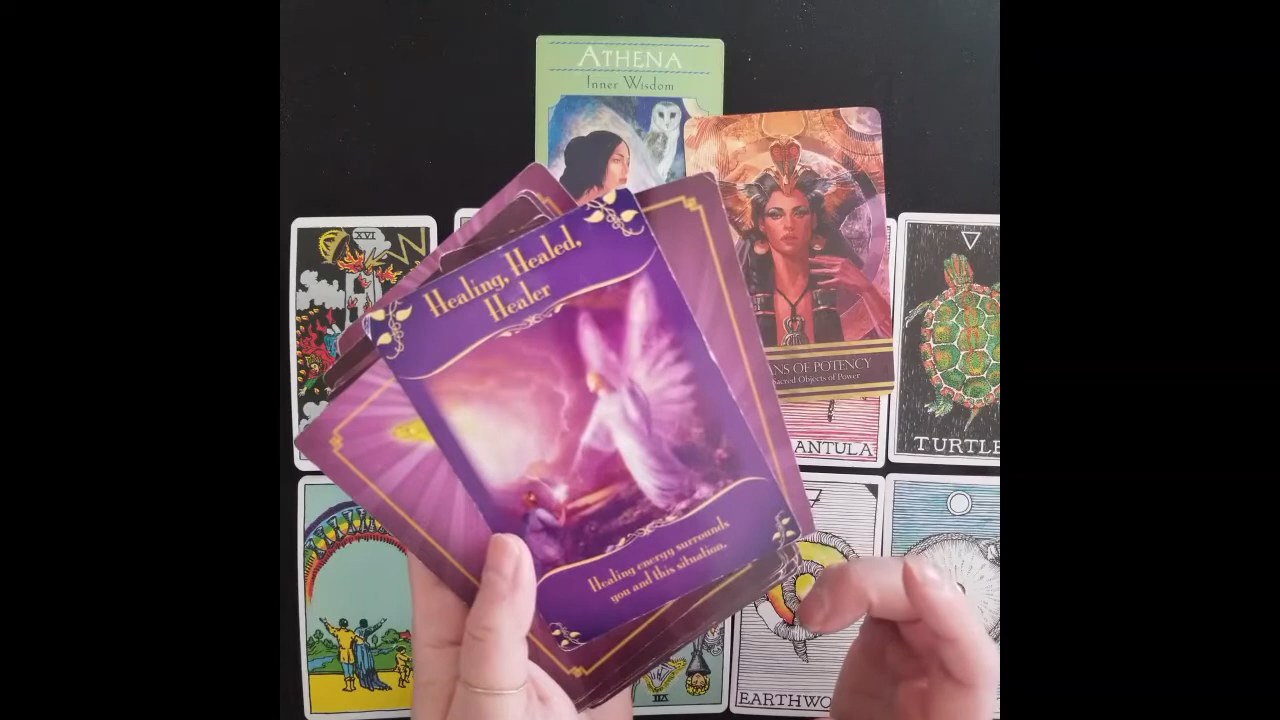 ATHENA
Inner Wisdom
XVI
Healing, Healed,
Healer
Healing energy surrounds
you and this situation.
ANS OF POTENCY
Sacred Objects of Power
ANTULA
TURTLE
VII
EARTHWO